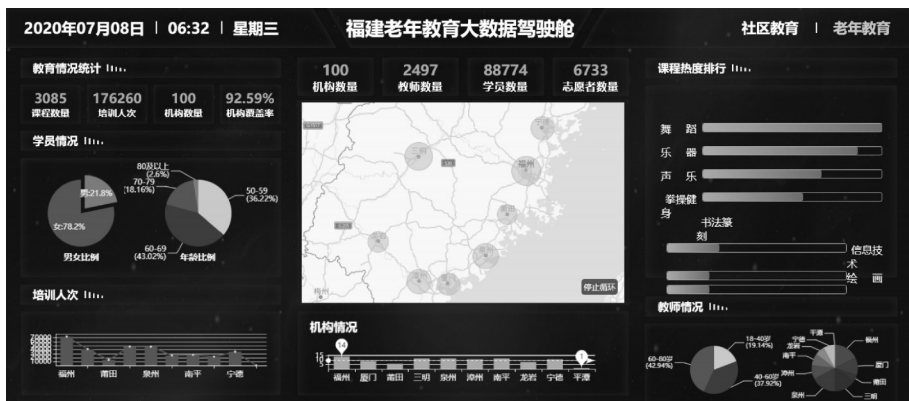 2020年07月08日 | 06:32 | 星期三
福建老年教育大数据驾驶舱
社区教育 | 老年教育
教育情况统计
3085 176260 100 92.59%
课程数量 培训人次 机构数量 机构覆盖率
学员情况
男:21.8%
女:78.2%
男女比例
80及以上
(2.6%)
70-79
(18.16%)
50-59
(36.22%)
60-69
(43.02%)
年龄比例
培训人次
70000
福州 莆田 泉州 南平 宁德
100 2497 88774 6733
机构数量 教师数量 学员数量 志愿者数量
福州
梅州
停止循环
机构情况
14
1
15
5
福州 厦门 莆田 三明 泉州 漳州 南平 龙岩 宁德 平潭
课程热度排行
舞 蹈
乐 器
声 乐
拳操健
身
书法篆
刻
信息技
术
绘 画
教师情况
18-40岁
(19.14%)
60-80岁
(42.94%)
40-60岁
(37.92%)
平潭
宁德
龙岩
南平
漳州
泉州
福州
厦门
莆田
三明